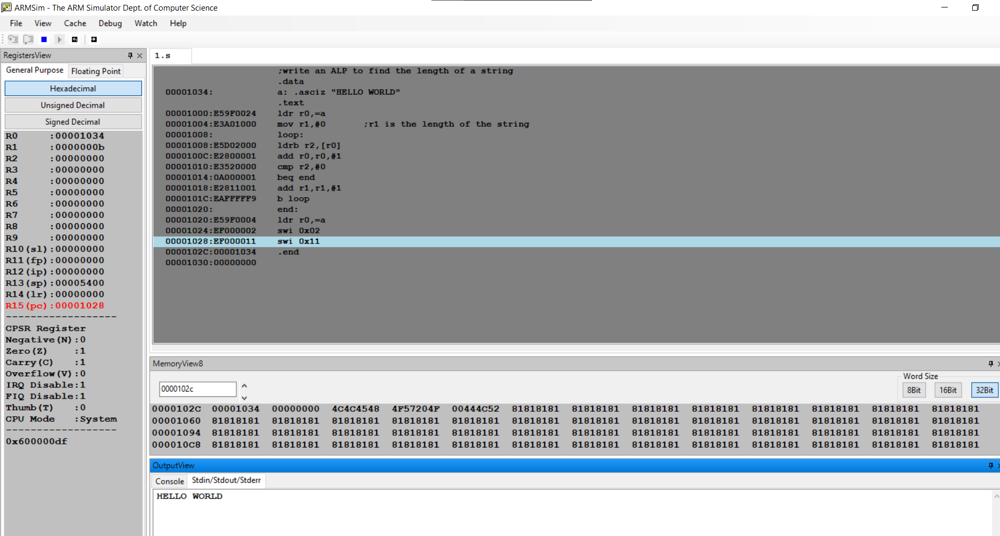 ARMSim - The ARM Simulator Dept. of Computer Science
File View Cache Debug Watch Help
RegistersView
General Purpose Floating Point
Hexadecimal
Unsigned Decimal
Signed Decimal
R0 :00001034
R1 :0000000b
R2 :00000000
R3 :00000000
R4 :00000000
R5 :00000000
R6 :00000000
R7 :00000000
R8 :00000000
R9 :00000000
R10(sl):00000000
R11(fp):00000000
R12(ip):00000000
R13(sp):00005400
R14(lr):00000000
R15(pc):00001028
------------------
CPSR Register
Negative(N):0
Zero(Z) :1
Carry(C) :1
Overflow(V):0
IRQ Disable:1
FIQ Disable:1
Thumb(T) :0
CPU Mode :System
------------------
0x600000df
1.s
;write an ALP to find the length of a string
.data
00001034: a: .asciz "HELLO WORLD"
.text
00001000:E59F0024 ldr r0,=a
00001004:E3A01000 mov r1,#0 ;r1 is the length of the string
00001008: loop:
00001008:E5D02000 ldrb r2,[r0]
0000100C:E2800001 add r0,r0,#1
00001010:E3520000 cmp r2,#0
00001014:0A000001 beq end
00001018:E2811001 add r1,r1,#1
0000101C:EAFFFFF9 b loop
00001020: end:
00001020:E59F0004 ldr r0,=a
00001024:EF000002 swi 0x02
00001028:EF000011 swi 0x11
0000102C:00001034 .end
00001030:00000000
MemoryView8
0000102c
Word Size
8Bit 16Bit 32Bit
0000102C 00001034 00000000 4C4C4548 4F57204F 00444C52 81818181 81818181 81818181 81818181 81818181 81818181 81818181 81818181
00001060 81818181 81818181 81818181 81818181 81818181 81818181 81818181 81818181 81818181 81818181 81818181 81818181 81818181
00001094 81818181 81818181 81818181 81818181 81818181 81818181 81818181 81818181 81818181 81818181 81818181 81818181 81818181
000010C8 81818181 81818181 81818181 81818181 81818181 81818181 81818181 81818181 81818181 81818181 81818181 81818181 81818181
OutputView
Console Stdin/Stdout/Stderr
HELLO WORLD